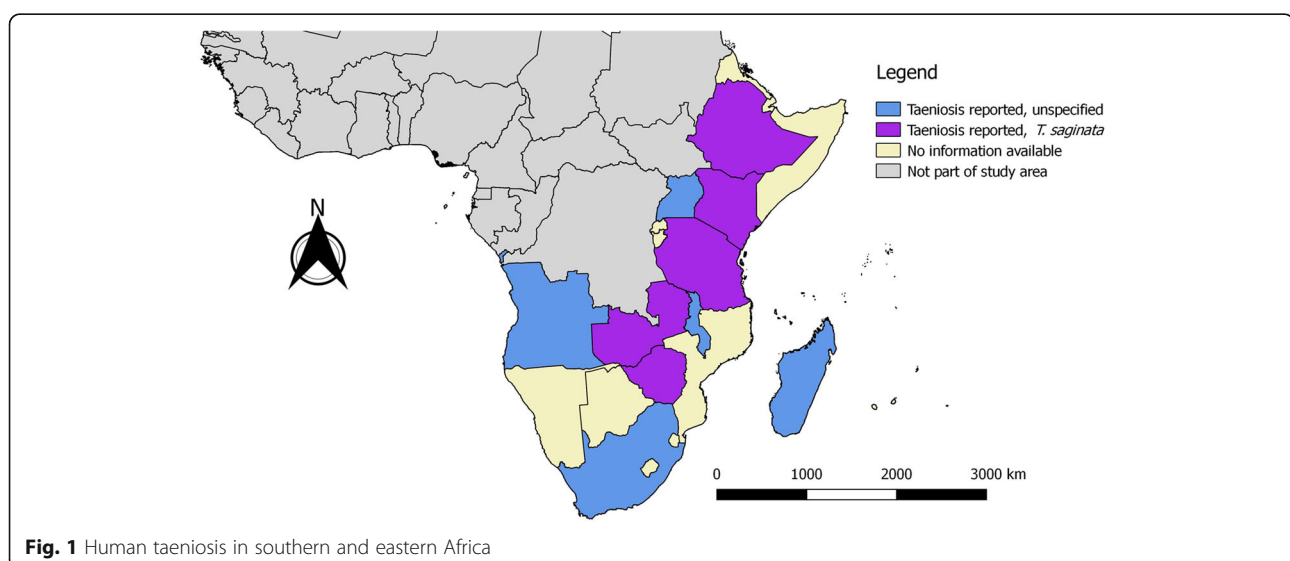 Legend
Taeniosis reported, unspecified
Taeniosis reported, T. saginata
No information available
Not part of study area
N
0 1000 2000 3000 km
Fig. 1 Human taeniosis in southern and eastern Africa